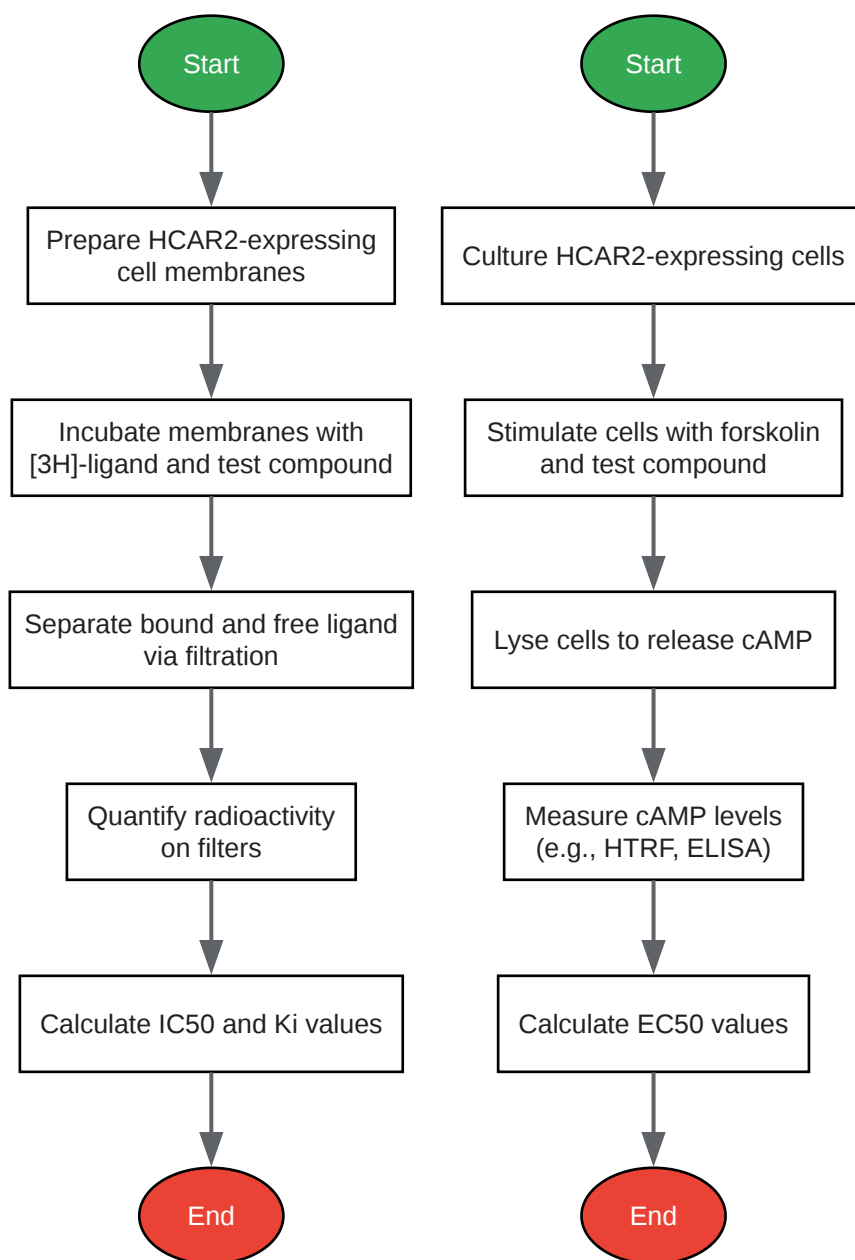 Start
Prepare HCAR2-expressing
cell membranes
Incubate membranes with
[3H]-ligand and test compound
Separate bound and free ligand
via filtration
Quantify radioactivity
on filters
Calculate IC50 and Ki values
End
Start
Culture HCAR2-expressing cells
Stimulate cells with forskolin
and test compound
Lyse cells to release cAMP
Measure cAMP levels
(e.g., HTRF, ELISA)
Calculate EC50 values
End